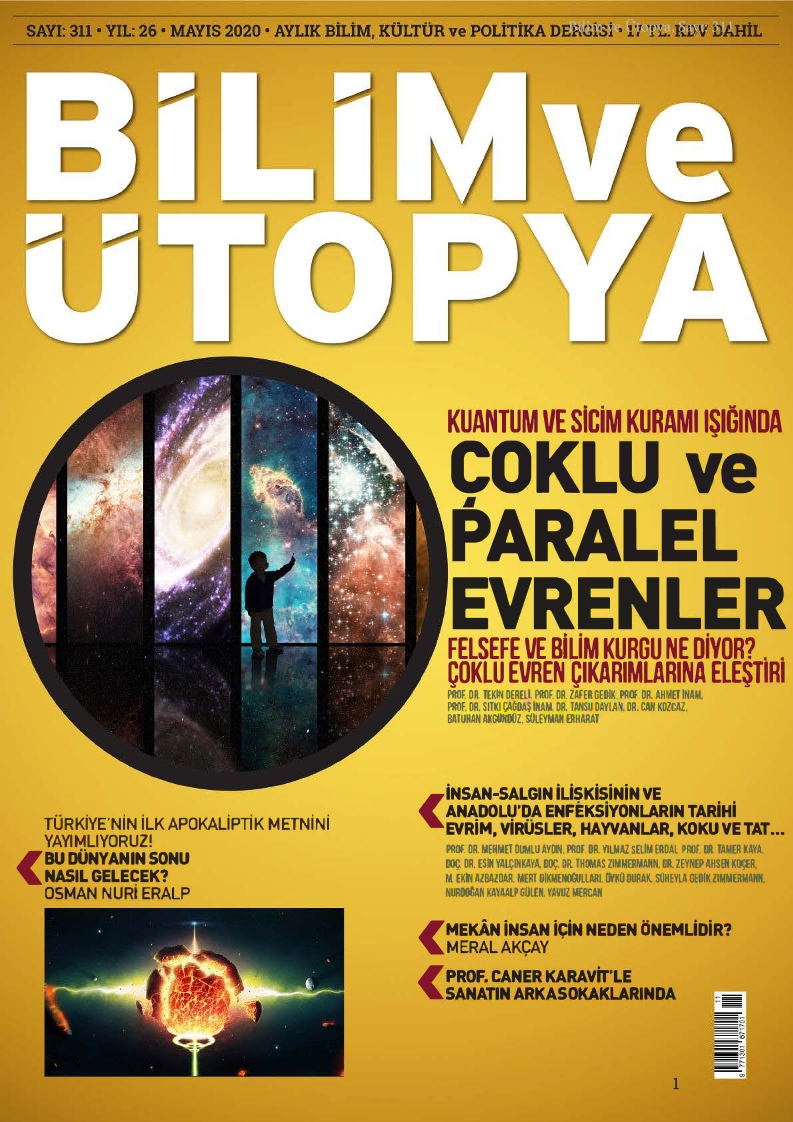 SAYI: 311 • YIL: 26 • MAYIS 2020 • AYLIK BİLİM, KÜLTÜR ve POLİTİKA DERGİSİ • 17 TL. KDV DAHİL
Bilim ve Ütopya, Sayı: 311
BİLİM ve
ÜTOPYA
KUANTUM VE SİCİM KURAMI IŞIĞINDA
ÇOKLU ve
PARALEL
EVRENLER
FELSEFE VE BİLİM KURGU NE DİYOR?
ÇOKLU EVREN ÇIKARIMLARINA ELEŞTİRİ
PROF. DR. TEKİN DERELİ, PROF. DR. ZAFER GEDİK, PROF. DR. AHMET İNAM,
PROF. DR. SITKI ÇAĞDAŞ İNAM, DR. TANSU DAYLAN, DR. CAN KOZCAZ,
BATUHAN AKGÜNDÜZ, SÜLEYMAN ERHARAT
İNSAN-SALGIN İLİŞKİSİNİN VE
ANADOLU'DA ENFEKSİYONLARIN TARİHİ
EVRİM, VİRÜSLER, HAYVANLAR, KOKU VE TAT...
PROF. DR. MEHMET DUMLU AYDIN, PROF. DR. YILMAZ SELİM ERDAL, PROF. DR. TAMER KAYA,
DOÇ. DR. ESİN YALÇINKAYA, DOÇ. DR. THOMAS ZIMMERMANN, DR. ZEYNEP AHSEN KOÇER,
M. EKİN AZBAZDAR, MERT DİKMENOĞULLARI, ÖYKÜ DURAK, SÜHEYLA GEDİK ZIMMERMANN,
NURDOĞAN KAYAALP GÜLEN, YAVUZ MERCAN
TÜRKİYE'NİN İLK APOKALİPTİK METNİNİ
YAYIMLIYORUZ!
BU DÜNYANIN SONU
NASIL GELECEK?
OSMAN NURİ ERALP
MEKÂN İNSAN İÇİN NEDEN ÖNEMLİDİR?
MERAL AKÇAY
PROF. CANER KARAVİT'LE
SANATIN ARKASOKAKLARINDA
11
9 771301 671701
1